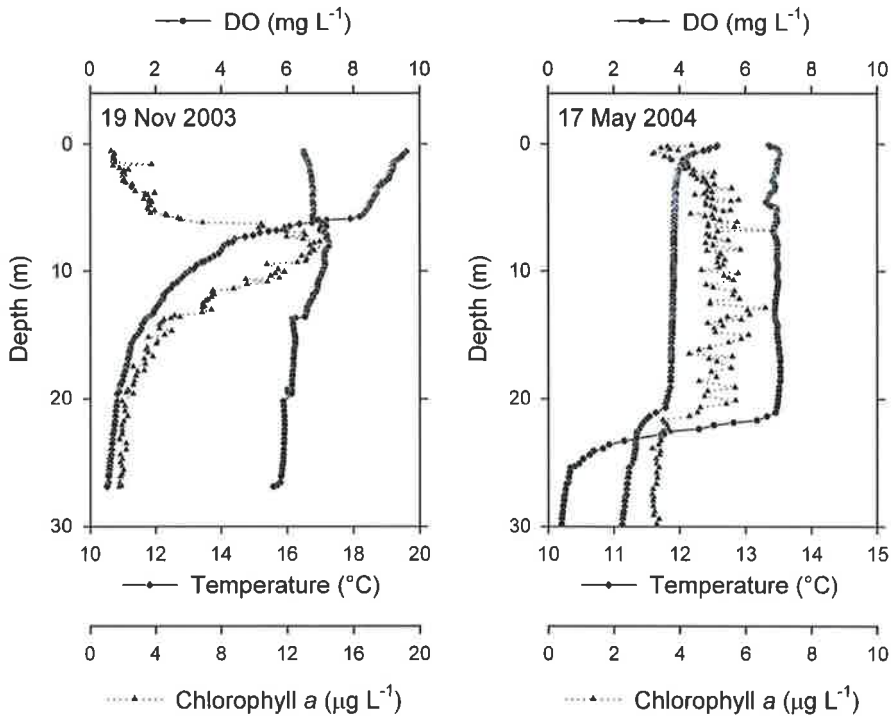 DO (mg L⁻¹)
0 2 4 6 8 10
19 Nov 2003
0
10
20
30
Depth (m)
10 12 14 16 18 20
Temperature (°C)
0 4 8 12 16 20
Chlorophyll a (μg L⁻¹)
DO (mg L⁻¹)
0 2 4 6 8 10
17 May 2004
0
10
20
30
Depth (m)
10 11 12 13 14 15
Temperature (°C)
0 2 4 6 8 10
Chlorophyll a (μg L⁻¹)